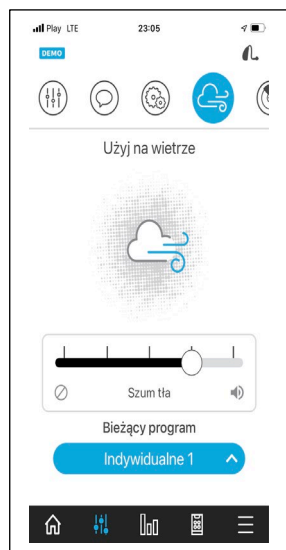 Play LTE 23:05
DEMO
Użyj na wietrze
Szum tła
Bieżący program
Indywidualne 1